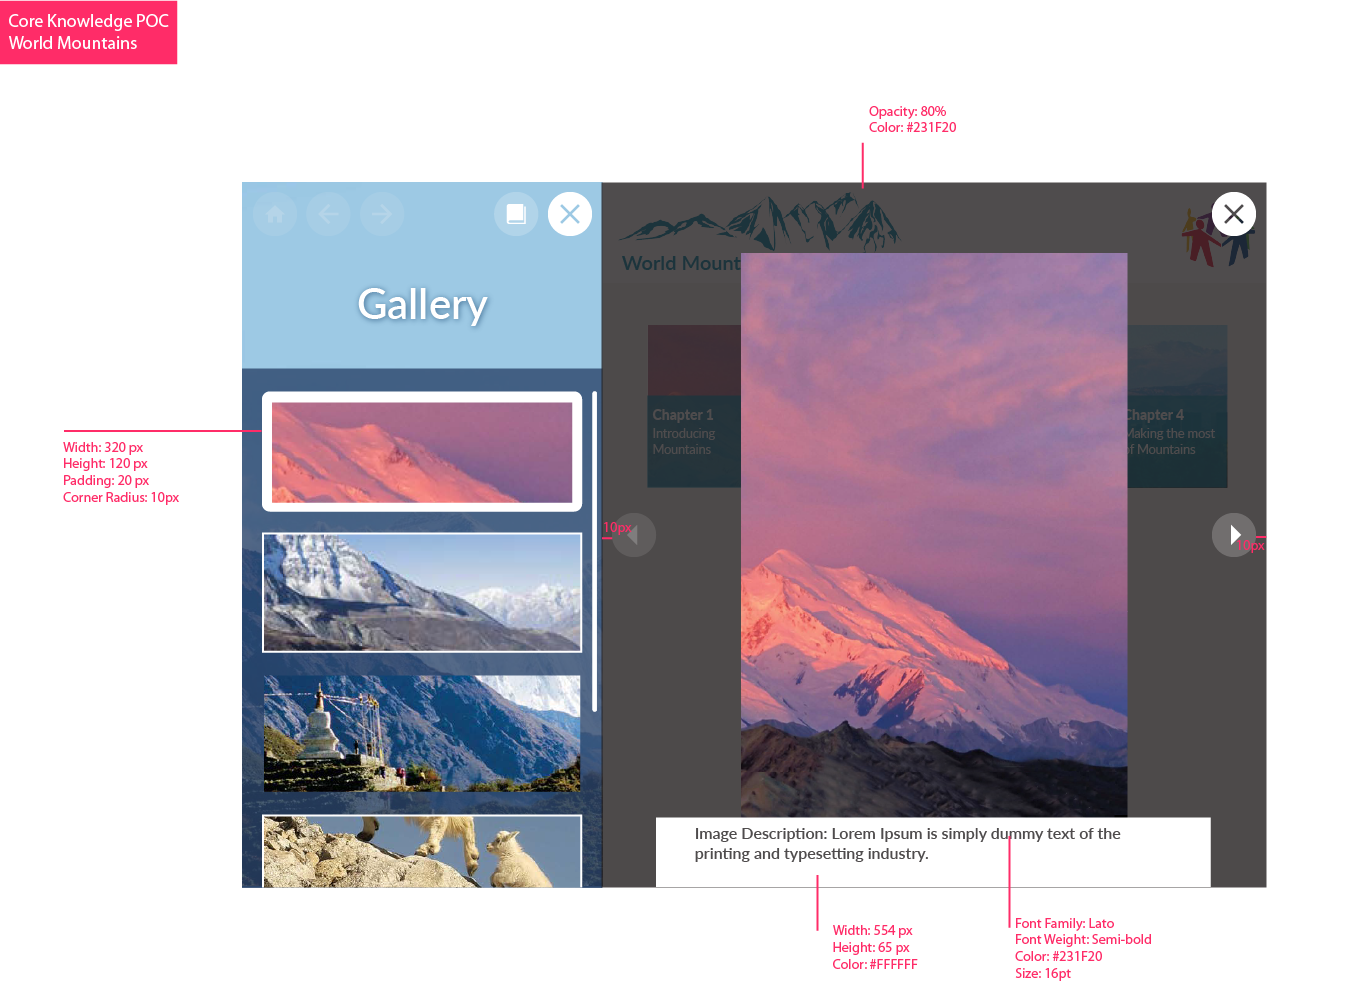 Core Knowledge POC
World Mountains
Opacity: 80%
Color: #231F20
World Mount
Gallery
Chapter 1
Introducing
Mountains
Chapter 4
Making the most
of Mountains
Width: 320 px
Height: 120 px
Padding: 20 px
Corner Radius: 10px
10px
10px
Image Description: Lorem Ipsum is simply dummy text of the
printing and typesetting industry.
Width: 554 px
Height: 65 px
Color: #FFFFFF
Font Family: Lato
Font Weight: Semi-bold
Color: #231F20
Size: 16pt